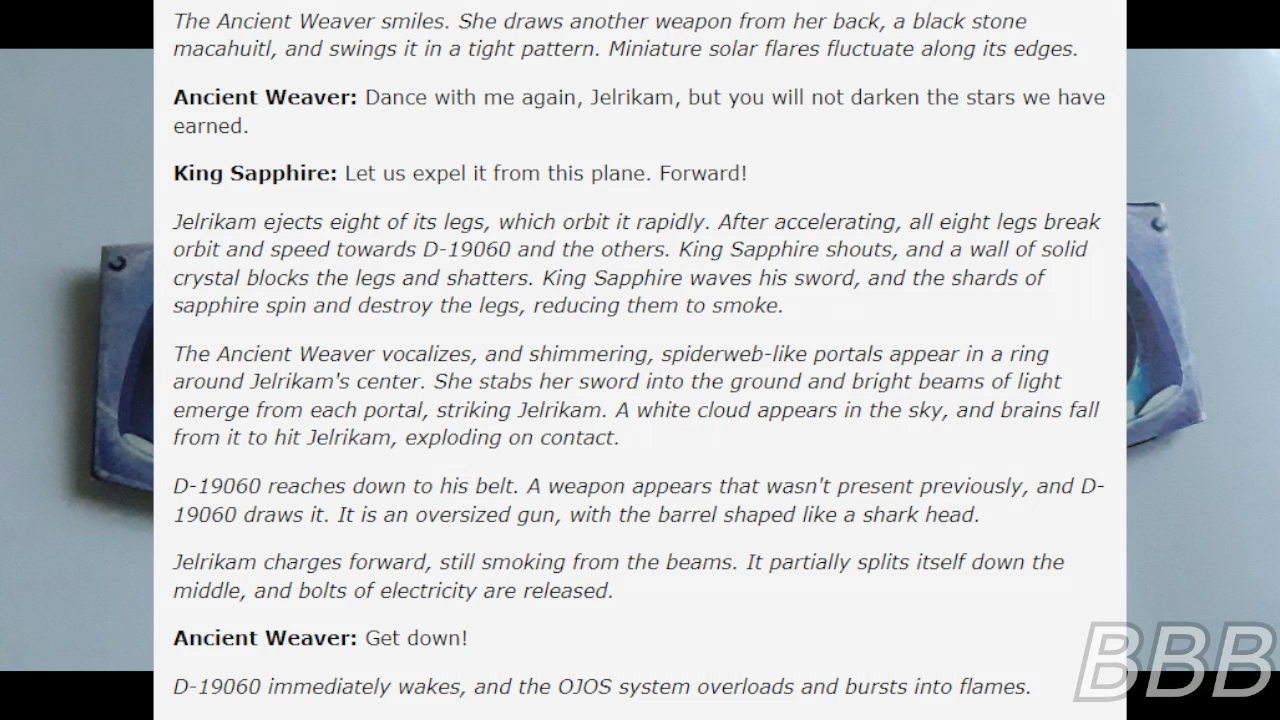 The Ancient Weaver smiles. She draws another weapon from her back, a black stone
macahuitl, and swings it in a tight pattern. Miniature solar flares fluctuate along its edges.
Ancient Weaver: Dance with me again, Jelrikam, but you will not darken the stars we have
earned.
King Sapphire: Let us expel it from this plane. Forward!
Jelrikam ejects eight of its legs, which orbit it rapidly. After accelerating, all eight legs break
orbit and speed towards D-19060 and the others. King Sapphire shouts, and a wall of solid
crystal blocks the legs and shatters. King Sapphire waves his sword, and the shards of
sapphire spin and destroy the legs, reducing them to smoke.
The Ancient Weaver vocalizes, and shimmering, spiderweb-like portals appear in a ring
around Jelrikam's center. She stabs her sword into the ground and bright beams of light
emerge from each portal, striking Jelrikam. A white cloud appears in the sky, and brains fall
from it to hit Jelrikam, exploding on contact.
D-19060 reaches down to his belt. A weapon appears that wasn't present previously, and D-
19060 draws it. It is an oversized gun, with the barrel shaped like a shark head.
Jelrikam charges forward, still smoking from the beams. It partially splits itself down the
middle, and bolts of electricity are released.
Ancient Weaver: Get down!
D-19060 immediately wakes, and the OJOS system overloads and bursts into flames.
BBB